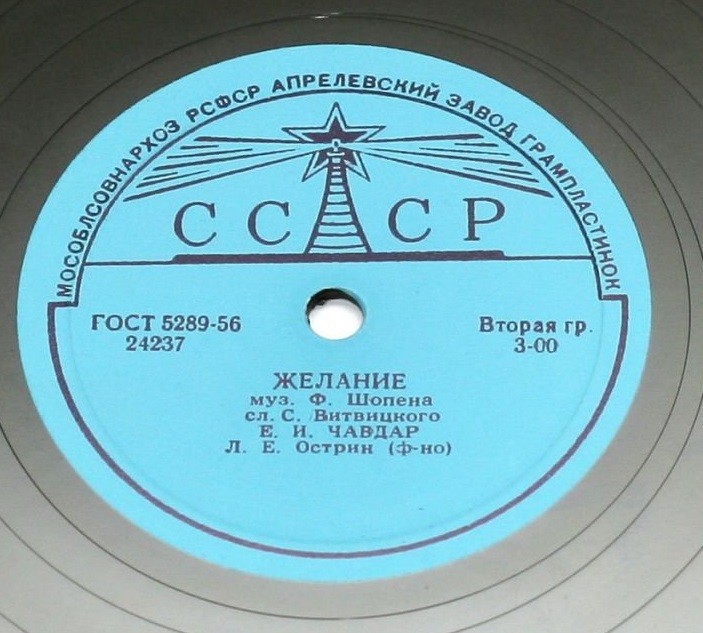 МОСОБЛСОВНАРХОЗ РСФСР АПРЕЛЕВСКИЙ ЗАВОД ГРАМПЛАСТИНОК
СССР
ГОСТ 5289-56
24237
Вторая гр.
3-00
ЖЕЛАНИЕ
муз. Ф. Шопена
сл. С. Витвицкого
Е. И. ЧАВДАР
Л. Е. Острин (ф-но)